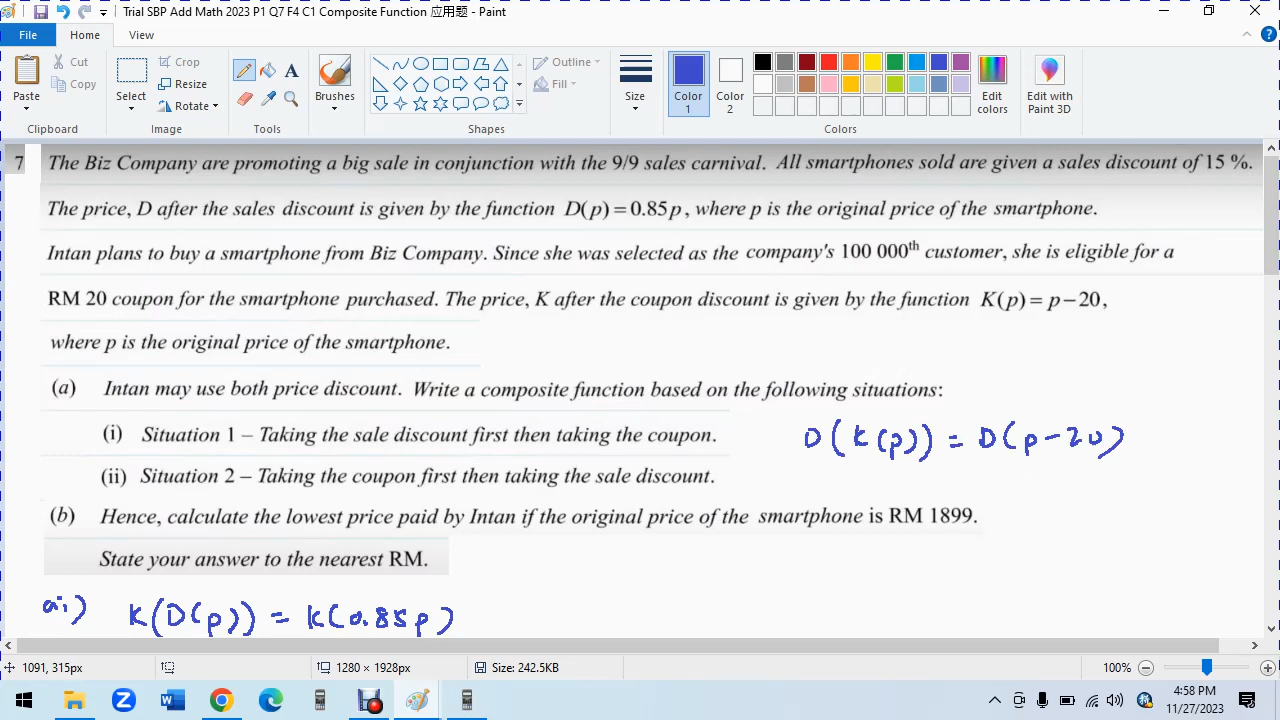 Trial SBP Add Math 2023 P1 Q7 F4 C1 Composite Function 应用题 - Paint
File Home View
Paste Cut Copy Clipboard
Select Crop Resize Rotate Image
Tools
Brushes
Outline Fill Shapes
Size
Color 1 Color 2 Edit colors Colors
Edit with Paint 3D
7 The Biz Company are promoting a big sale in conjunction with the 9/9 sales carnival. All smartphones sold are given a sales discount of 15 %.
The price, D after the sales discount is given by the function D(p)=0.85p, where p is the original price of the smartphone.
Intan plans to buy a smartphone from Biz Company. Since she was selected as the company's 100 000th customer, she is eligible for a
RM 20 coupon for the smartphone purchased. The price, K after the coupon discount is given by the function K(p)=p−20,
where p is the original price of the smartphone.
(a) Intan may use both price discount. Write a composite function based on the following situations:
(i) Situation 1 – Taking the sale discount first then taking the coupon.
D(K(p)) = D(p-20)
(ii) Situation 2 – Taking the coupon first then taking the sale discount.
(b) Hence, calculate the lowest price paid by Intan if the original price of the smartphone is RM 1899.
State your answer to the nearest RM.
ai) K(D(p)) = K(0.85p)
1091, 315px 1280 × 1928px Size: 242.5KB 100%
4:58 PM
11/27/2023